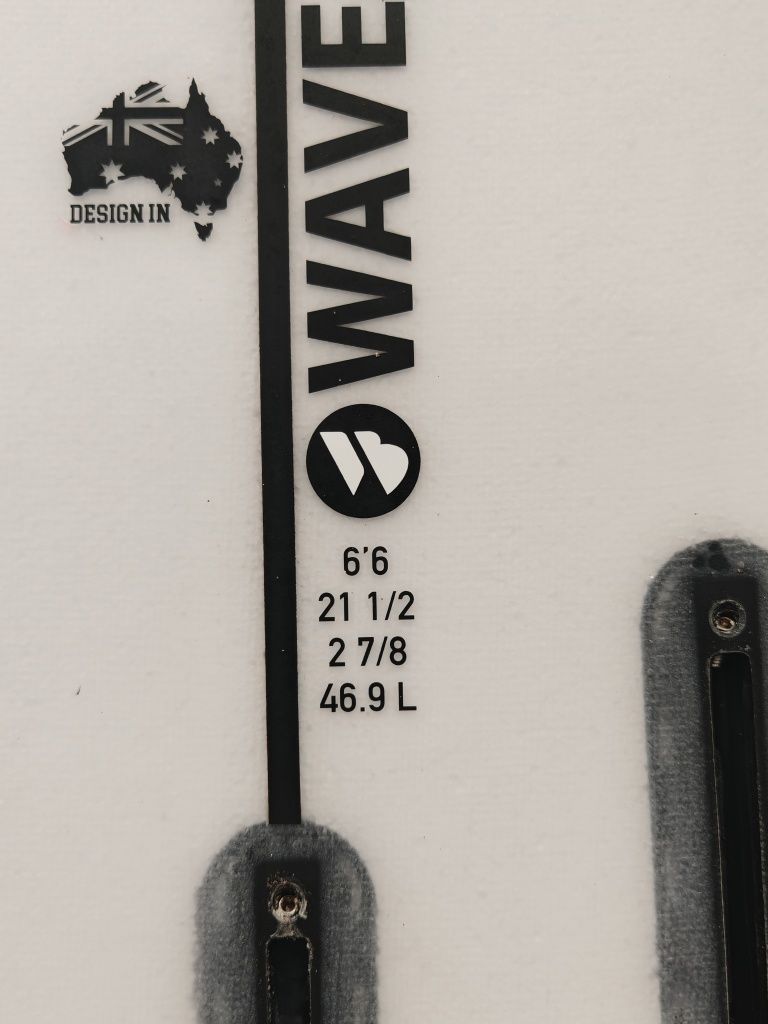 DESIGN IN
WAVE
6'6
21 1/2
2 7/8
46.9 L